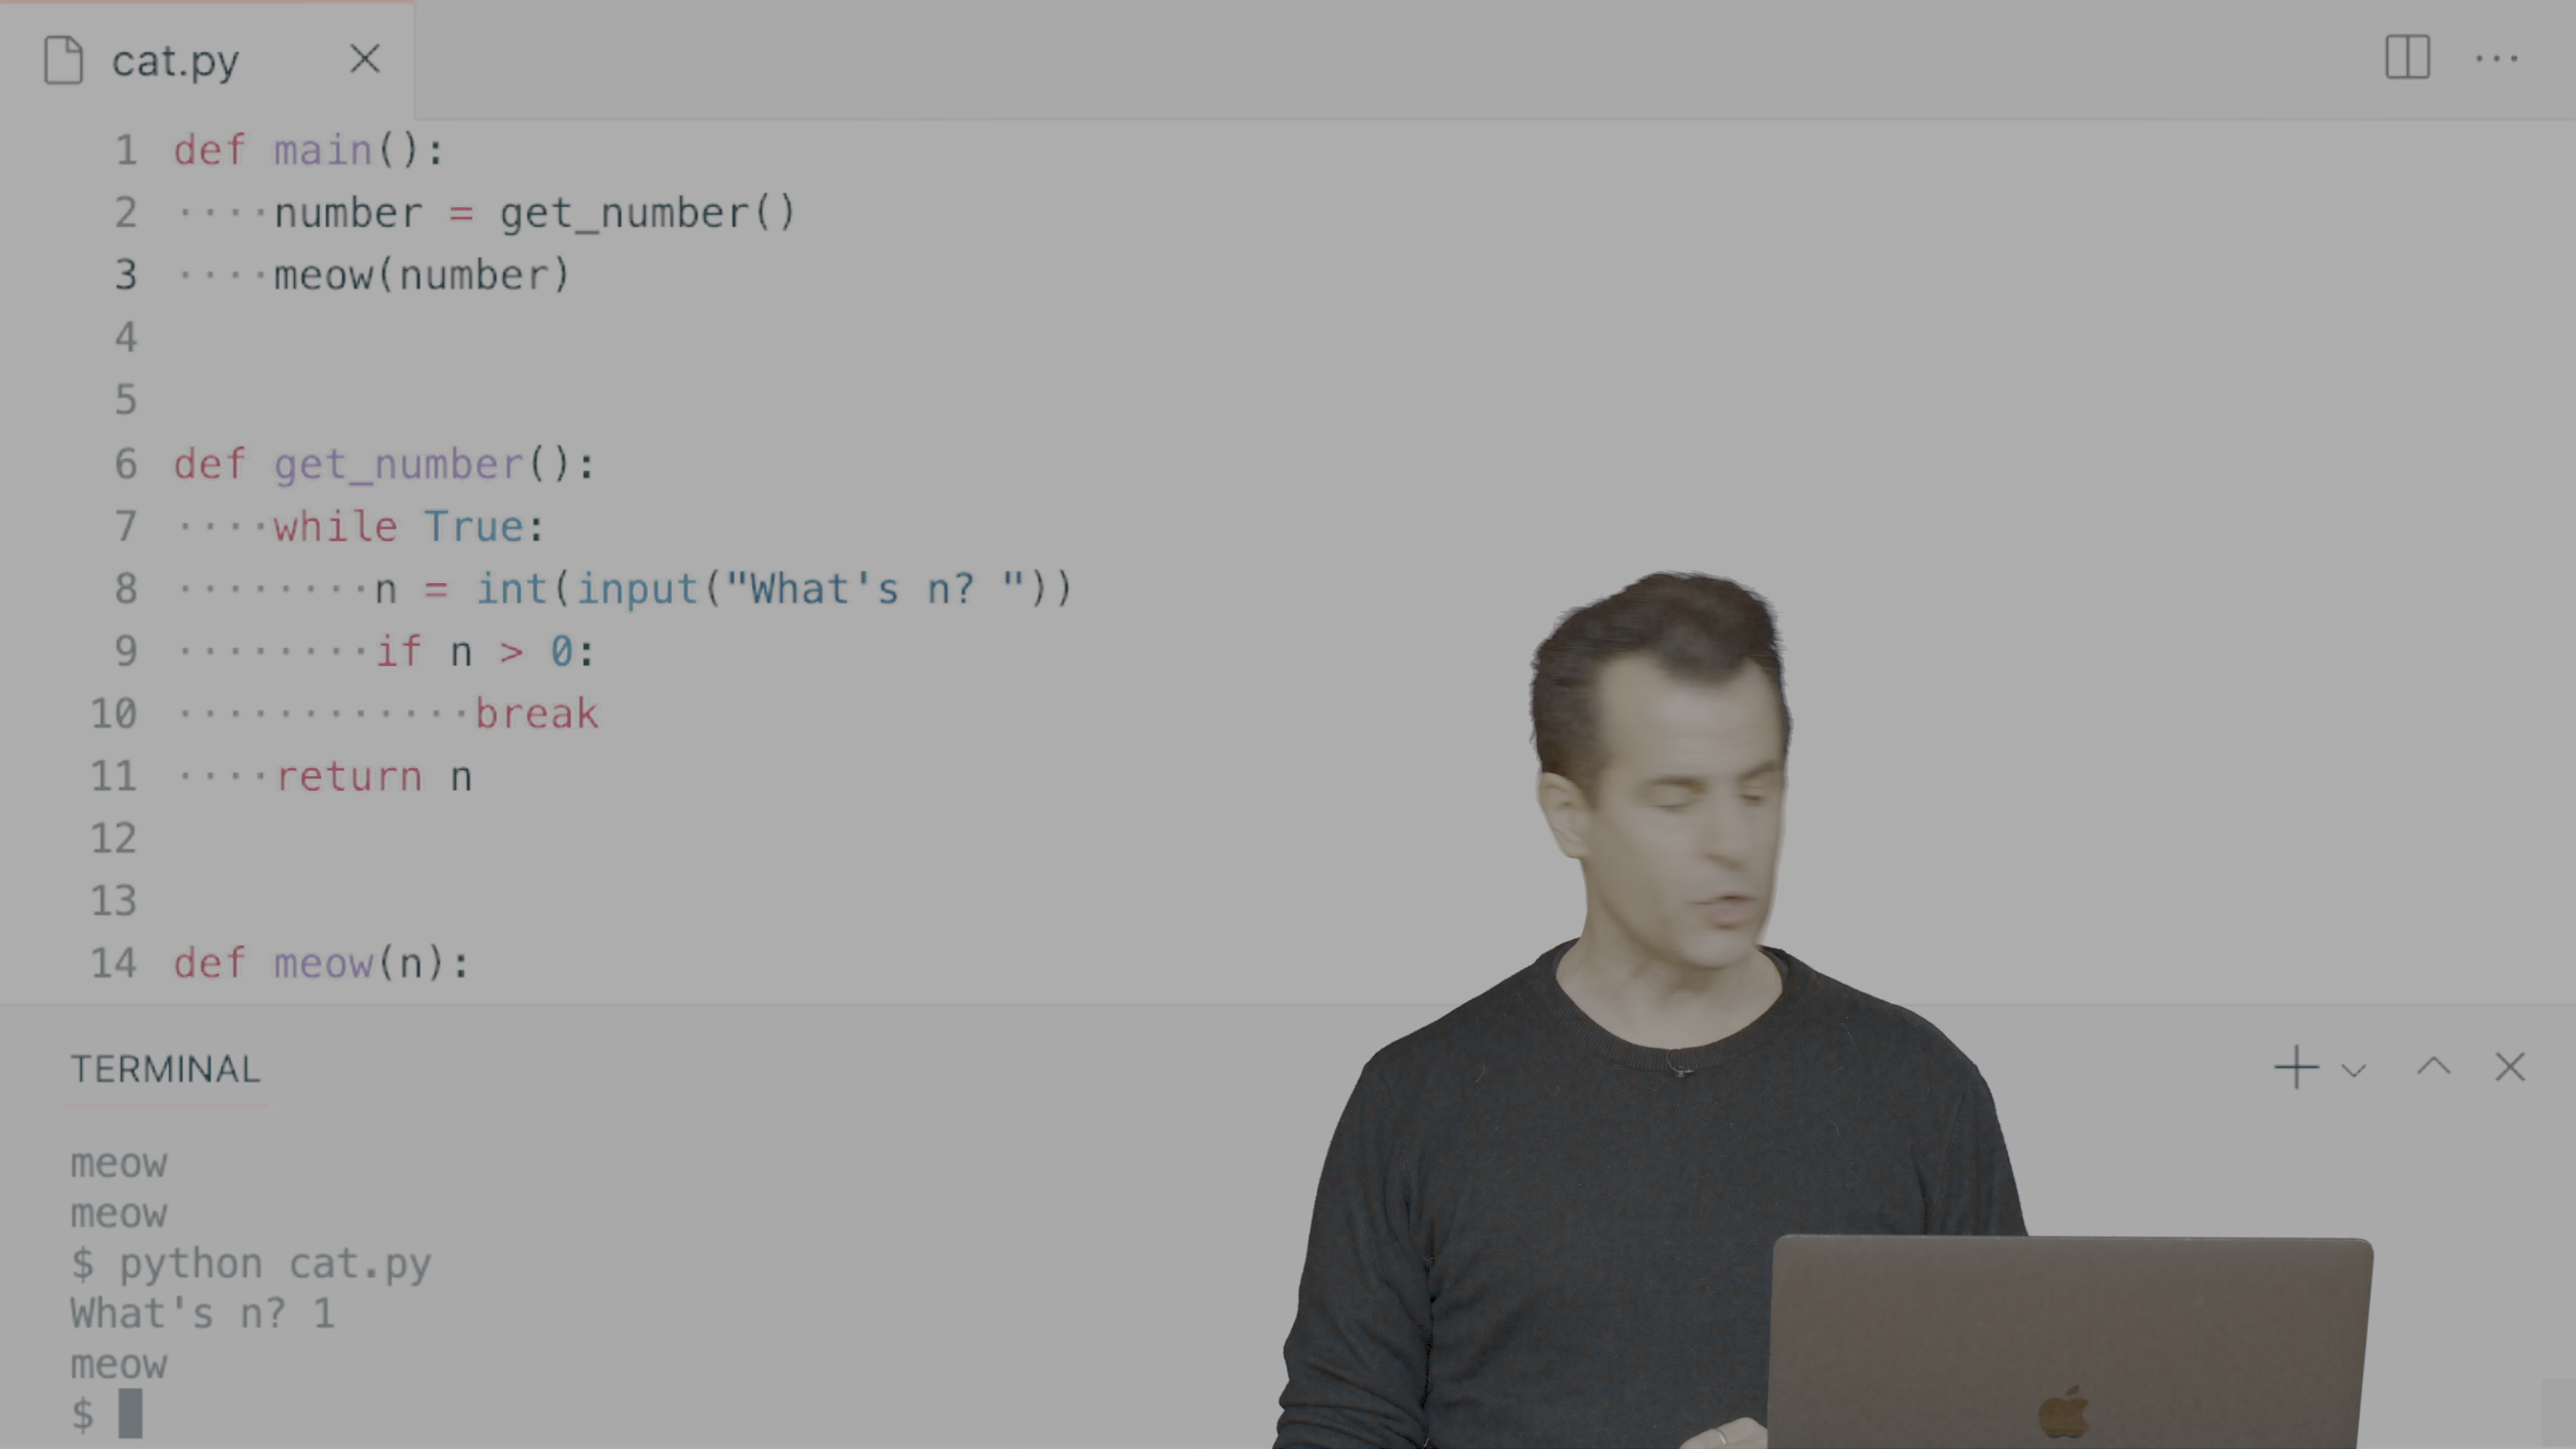 cat.py
1 def main():
2 ····number = get_number()
3 ····meow(number)
4
5
6 def get_number():
7 ····while True:
8 ········n = int(input("What's n? "))
9 ········if n > 0:
10 ············break
11 ····return n
12
13
14 def meow(n):
TERMINAL
meow
meow
$ python cat.py
What's n? 1
meow
$